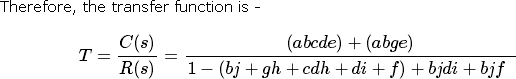 Therefore, the transfer function is -
T = C(s)/R(s) = (abcde) + (abge)/1 − (bj + gh + cdh + di + f) + bjdi + bjf